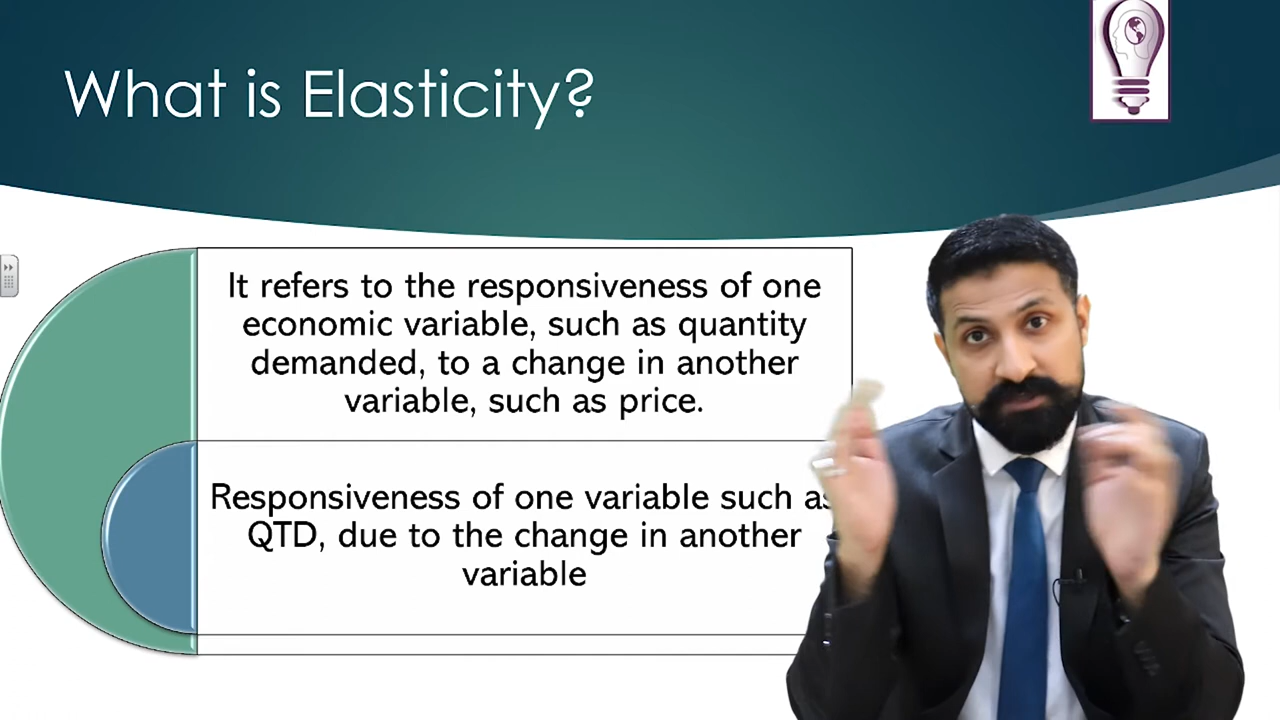 What is Elasticity?
It refers to the responsiveness of one
economic variable, such as quantity
demanded, to a change in another
variable, such as price.
Responsiveness of one variable such as
QTD, due to the change in another
variable